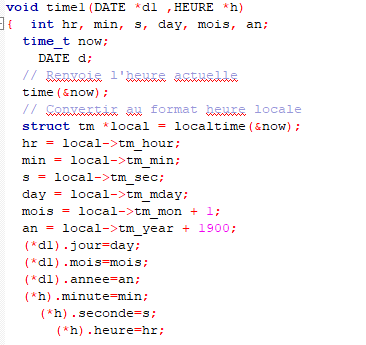 void time1(DATE *d1 ,HEURE *h)
{  int hr, min, s, day, mois, an;
time_t now;
DATE d;
// Renvoie l'heure actuelle
time(&now);
// Convertir au format heure locale
struct tm *local = localtime(&now);
hr = local->tm_hour;
min = local->tm_min;
s = local->tm_sec;
day = local->tm_mday;
mois = local->tm_mon + 1;
an = local->tm_year + 1900;
(*d1).jour=day;
(*d1).mois=mois;
(*d1).annee=an;
(*h).minute=min;
(*h).seconde=s;
(*h).heure=hr;